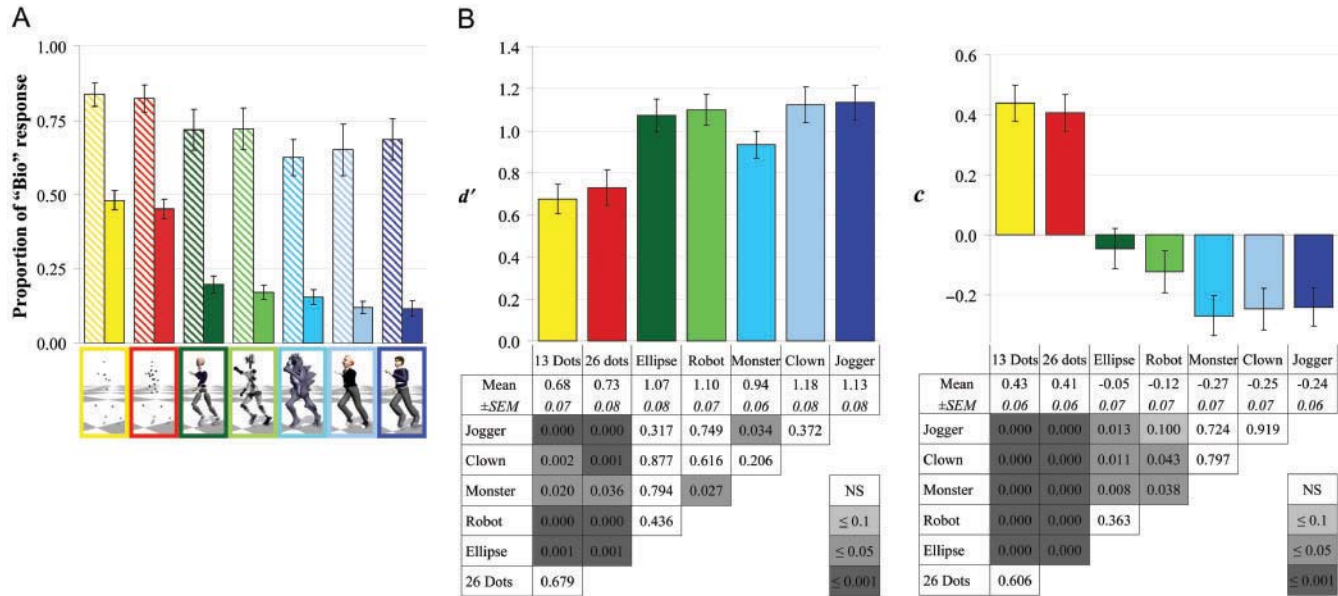 A
Proportion of “Bio” response
1.00
0.75
0.50
0.25
0.00
B
d′
1.4
1.2
1.0
0.8
0.6
0.4
0.2
0.0
13 Dots 26 dots Ellipse Robot Monster Clown Jogger
Mean 0.68 0.73 1.07 1.10 0.94 1.18 1.13
±SEM 0.07 0.08 0.08 0.07 0.06 0.08 0.08
Jogger 0.000 0.000 0.317 0.749 0.034 0.372
Clown 0.002 0.001 0.877 0.616 0.206
Monster 0.020 0.036 0.794 0.027 NS
Robot 0.000 0.000 0.436 ≤ 0.1
Ellipse 0.001 0.001 ≤ 0.05
26 Dots 0.679 ≤ 0.001
c
0.6
0.4
0.2
0.0
−0.2
13 Dots 26 dots Ellipse Robot Monster Clown Jogger
Mean 0.43 0.41 -0.05 -0.12 -0.27 -0.25 -0.24
±SEM 0.06 0.06 0.07 0.07 0.07 0.07 0.06
Jogger 0.000 0.000 0.013 0.100 0.724 0.919
Clown 0.000 0.000 0.011 0.043 0.797
Monster 0.000 0.000 0.008 0.038 NS
Robot 0.000 0.000 0.363 ≤ 0.1
Ellipse 0.000 0.000 ≤ 0.05
26 Dots 0.606 ≤ 0.001